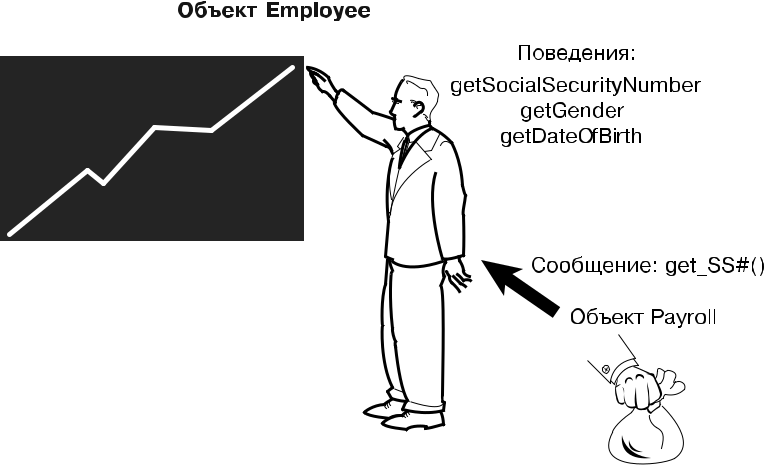 Объект Employee
Поведения:
getSocialSecurityNumber
getGender
getDateOfBirth
Сообщение: get_SS#()
Объект Payroll